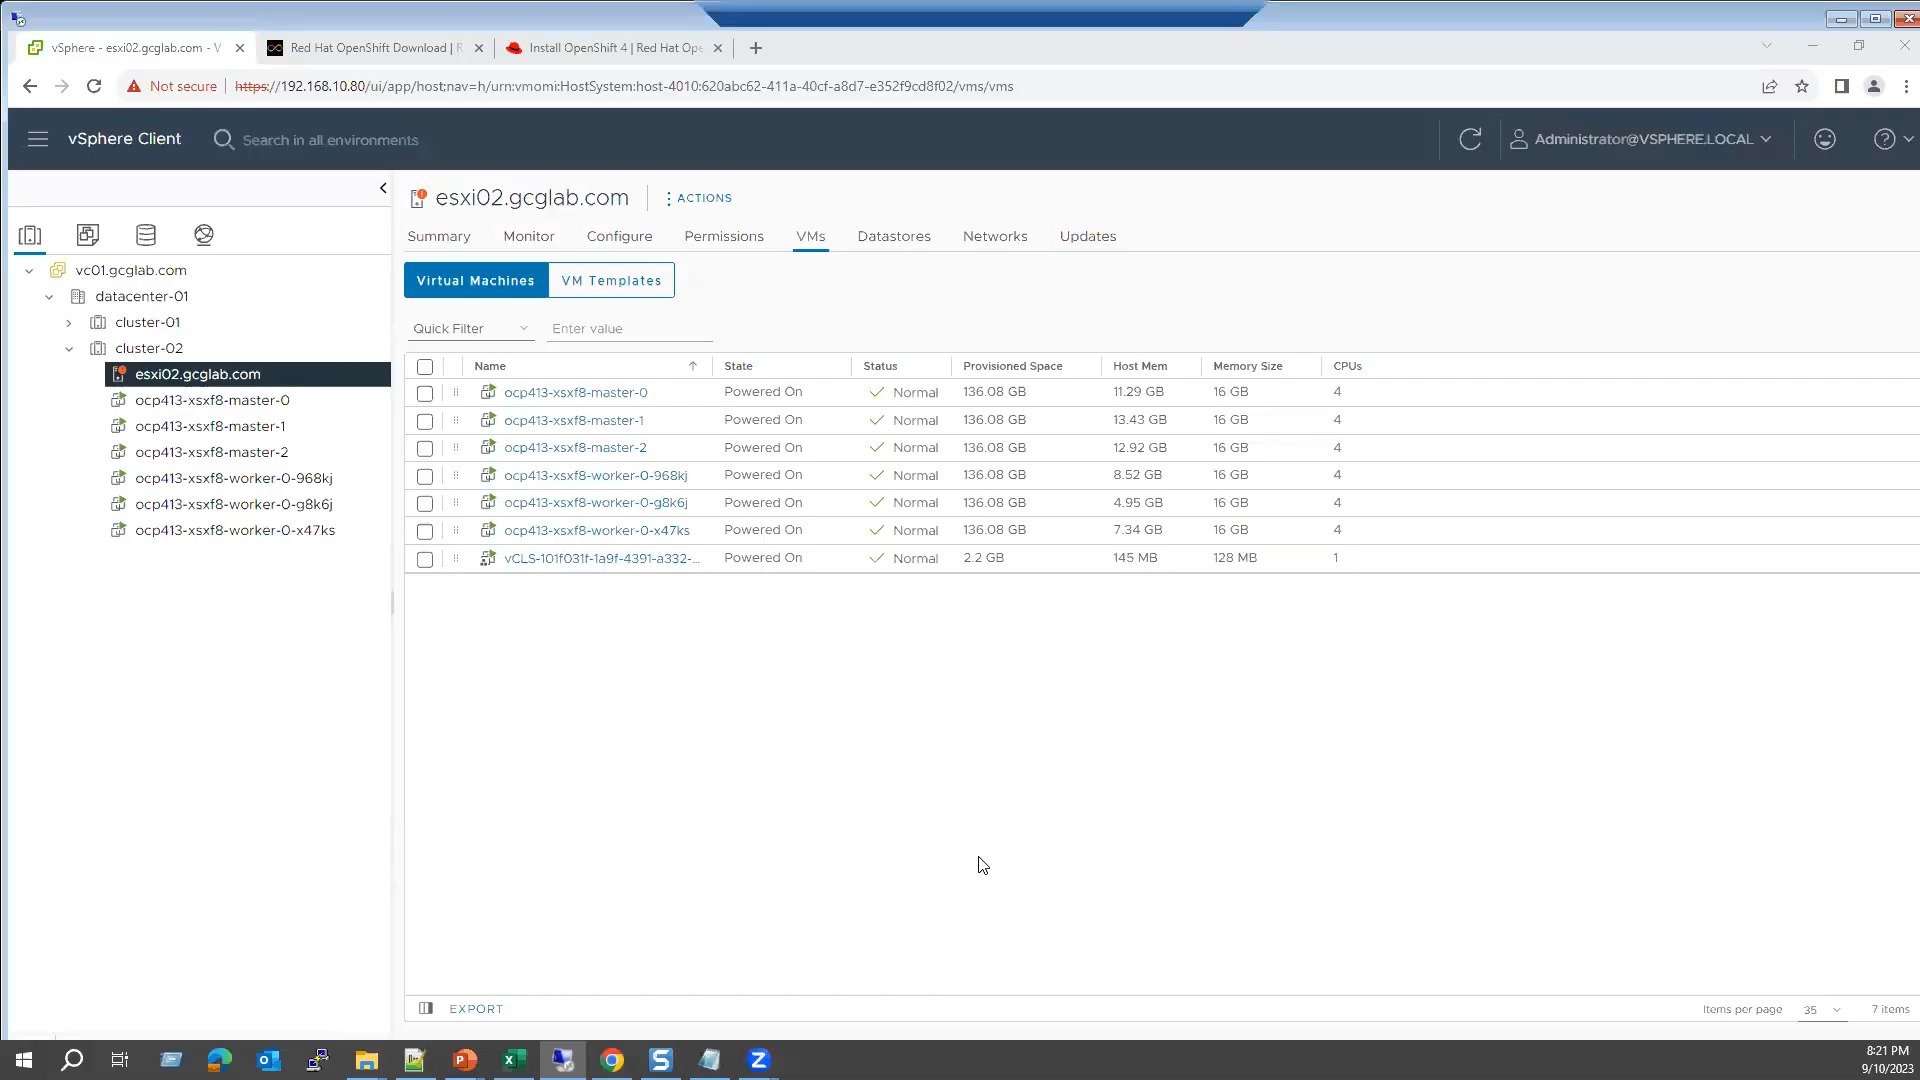 vSphere - esxi02.gcglab.com - V
Red Hat OpenShift Download | R
Install OpenShift 4 | Red Hat Ope
Not secure
https://192.168.10.80/ui/app/host;nav=h/urn:vmomi:HostSystem:host-4010:620abc62-411a-40cf-a8d7-e352f9cd8f02/vms/vms
vSphere Client
Search in all environments
Administrator@VSPHERE.LOCAL
esxi02.gcglab.com
ACTIONS
Summary Monitor Configure Permissions VMs Datastores Networks Updates
vc01.gcglab.com
datacenter-01
cluster-01
cluster-02
esxi02.gcglab.com
ocp413-xsxf8-master-0
ocp413-xsxf8-master-1
ocp413-xsxf8-master-2
ocp413-xsxf8-worker-0-968kj
ocp413-xsxf8-worker-0-g8k6j
ocp413-xsxf8-worker-0-x47ks
Virtual Machines VM Templates
Quick Filter Enter value
Name State Status Provisioned Space Host Mem Memory Size CPUs
ocp413-xsxf8-master-0 Powered On Normal 136.08 GB 11.29 GB 16 GB 4
ocp413-xsxf8-master-1 Powered On Normal 136.08 GB 13.43 GB 16 GB 4
ocp413-xsxf8-master-2 Powered On Normal 136.08 GB 12.92 GB 16 GB 4
ocp413-xsxf8-worker-0-968kj Powered On Normal 136.08 GB 8.52 GB 16 GB 4
ocp413-xsxf8-worker-0-g8k6j Powered On Normal 136.08 GB 4.95 GB 16 GB 4
ocp413-xsxf8-worker-0-x47ks Powered On Normal 136.08 GB 7.34 GB 16 GB 4
vCLS-101f031f-1a9f-4391-a332-... Powered On Normal 2.2 GB 145 MB 128 MB 1
EXPORT
Items per page 35 7 items
8:21 PM
9/10/2023